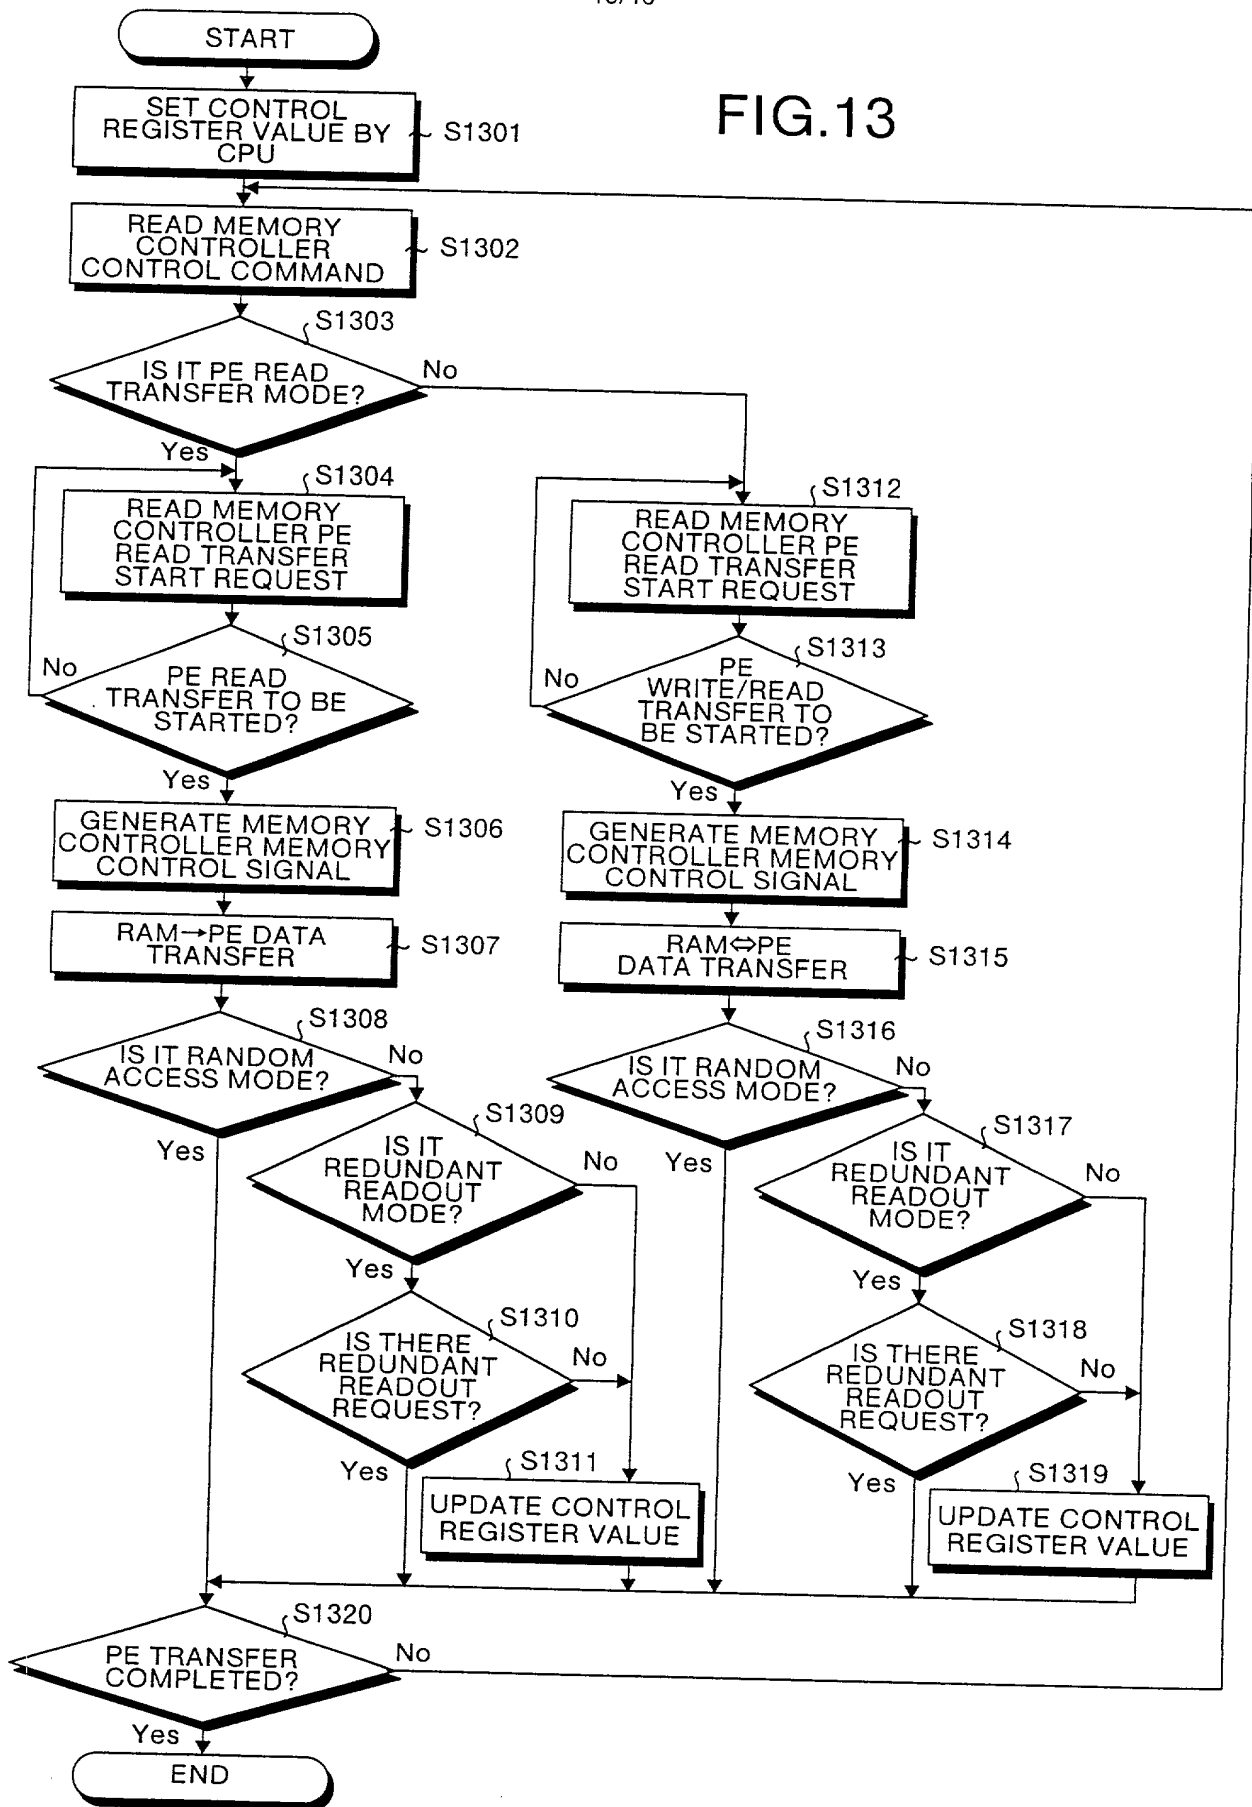 START
FIG.13
SET CONTROL
REGISTER VALUE BY
CPU
S1301
READ MEMORY
CONTROLLER
CONTROL COMMAND
S1302
S1303
IS IT PE READ
TRANSFER MODE?
No
Yes
S1304
READ MEMORY
CONTROLLER PE
READ TRANSFER
START REQUEST
S1305
No
PE READ
TRANSFER TO BE
STARTED?
Yes
GENERATE MEMORY
CONTROLLER MEMORY
CONTROL SIGNAL
S1306
RAM→PE DATA
TRANSFER
S1307
S1308
IS IT RANDOM
ACCESS MODE?
No
Yes
S1309
IS IT
REDUNDANT
READOUT
MODE?
No
Yes
S1310
IS THERE
REDUNDANT
READOUT
REQUEST?
No
Yes
S1311
UPDATE CONTROL
REGISTER VALUE
S1312
READ MEMORY
CONTROLLER PE
READ TRANSFER
START REQUEST
S1313
No
PE
WRITE/READ
TRANSFER TO
BE STARTED?
Yes
GENERATE MEMORY
CONTROLLER MEMORY
CONTROL SIGNAL
S1314
RAM⇔PE
DATA TRANSFER
S1315
S1316
IS IT RANDOM
ACCESS MODE?
No
Yes
S1317
IS IT
REDUNDANT
READOUT
MODE?
No
Yes
S1318
IS THERE
REDUNDANT
READOUT
REQUEST?
No
Yes
S1319
UPDATE CONTROL
REGISTER VALUE
S1320
PE TRANSFER
COMPLETED?
No
Yes
END